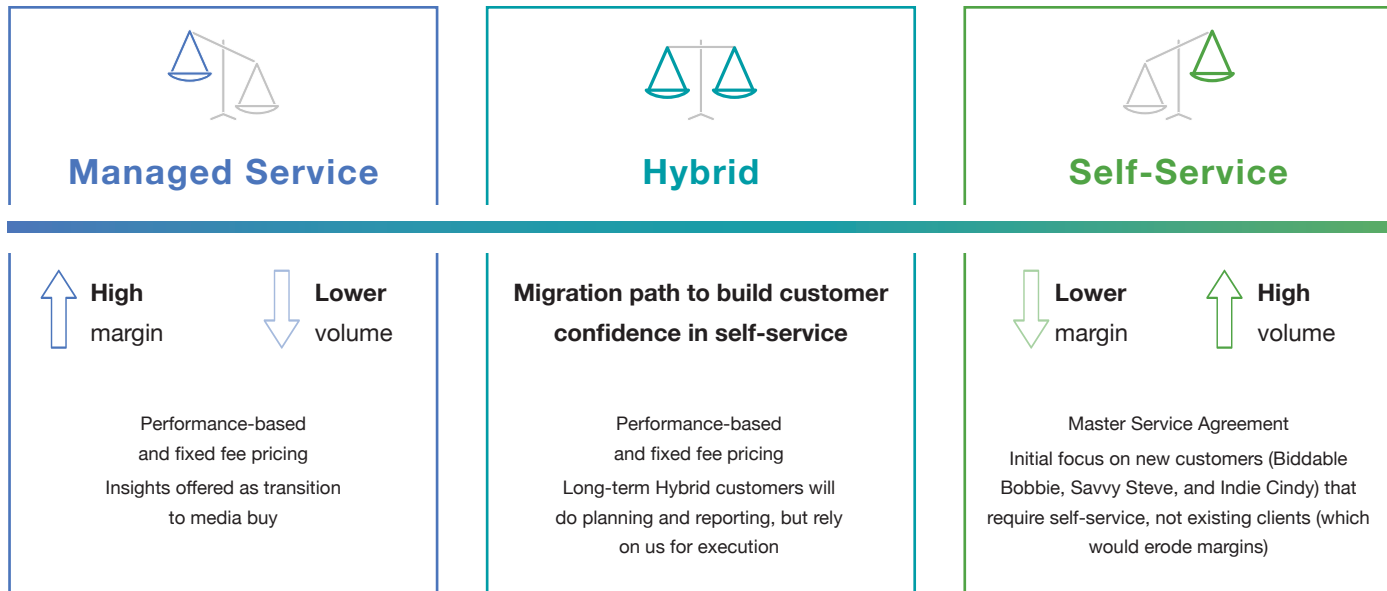 Managed Service
Hybrid
Self-Service
High
margin
Lower
volume
Performance-based
and fixed fee pricing
Insights offered as transition
to media buy
Migration path to build customer
confidence in self-service
Performance-based
and fixed fee pricing
Long-term Hybrid customers will
do planning and reporting, but rely
on us for execution
Lower
margin
High
volume
Master Service Agreement
Initial focus on new customers (Biddable
Bobbie, Savvy Steve, and Indie Cindy) that
require self-service, not existing clients (which
would erode margins)